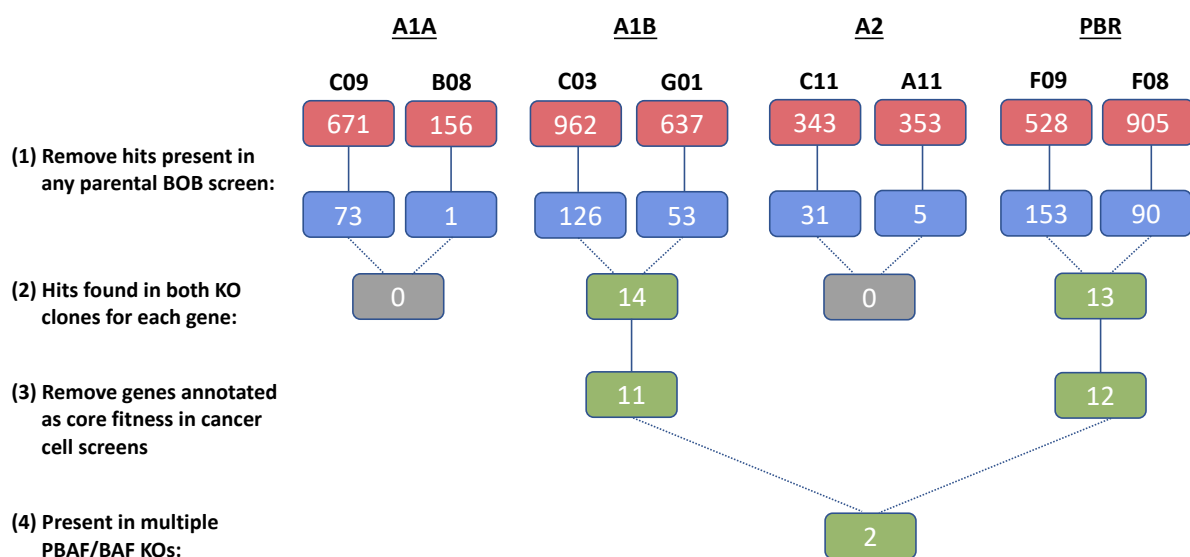 A1A A1B A2 PBR
C09 B08 C03 G01 C11 A11 F09 F08
671 156 962 637 343 353 528 905
(1) Remove hits present in
any parental BOB screen:
73 1 126 53 31 5 153 90
(2) Hits found in both KO
clones for each gene:
0 14 0 13
(3) Remove genes annotated
as core fitness in cancer
cell screens
11 12
(4) Present in multiple
PBAF/BAF KOs:
2